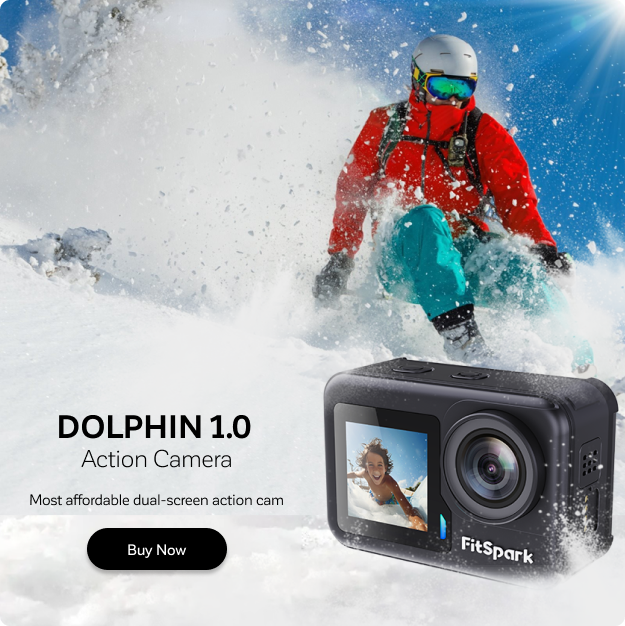 DOLPHIN 1.0
Action Camera
Most affordable dual-screen action cam
Buy Now
FitSpark